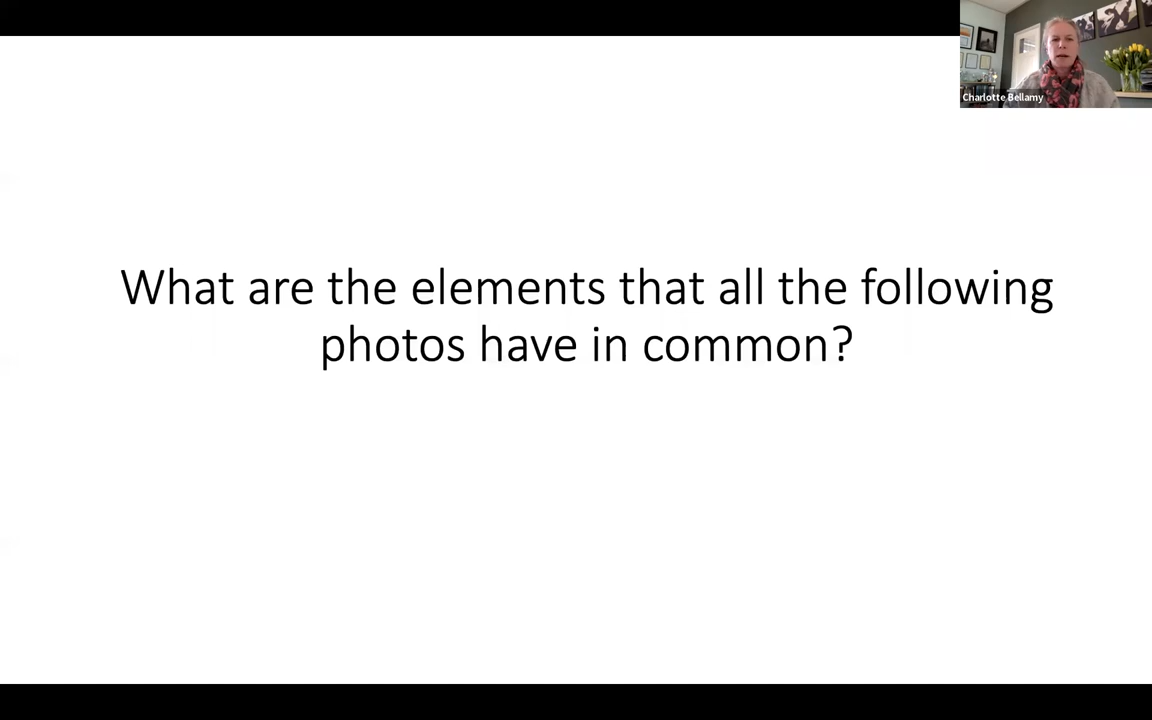 Charlotte Bellamy
What are the elements that all the following
photos have in common?